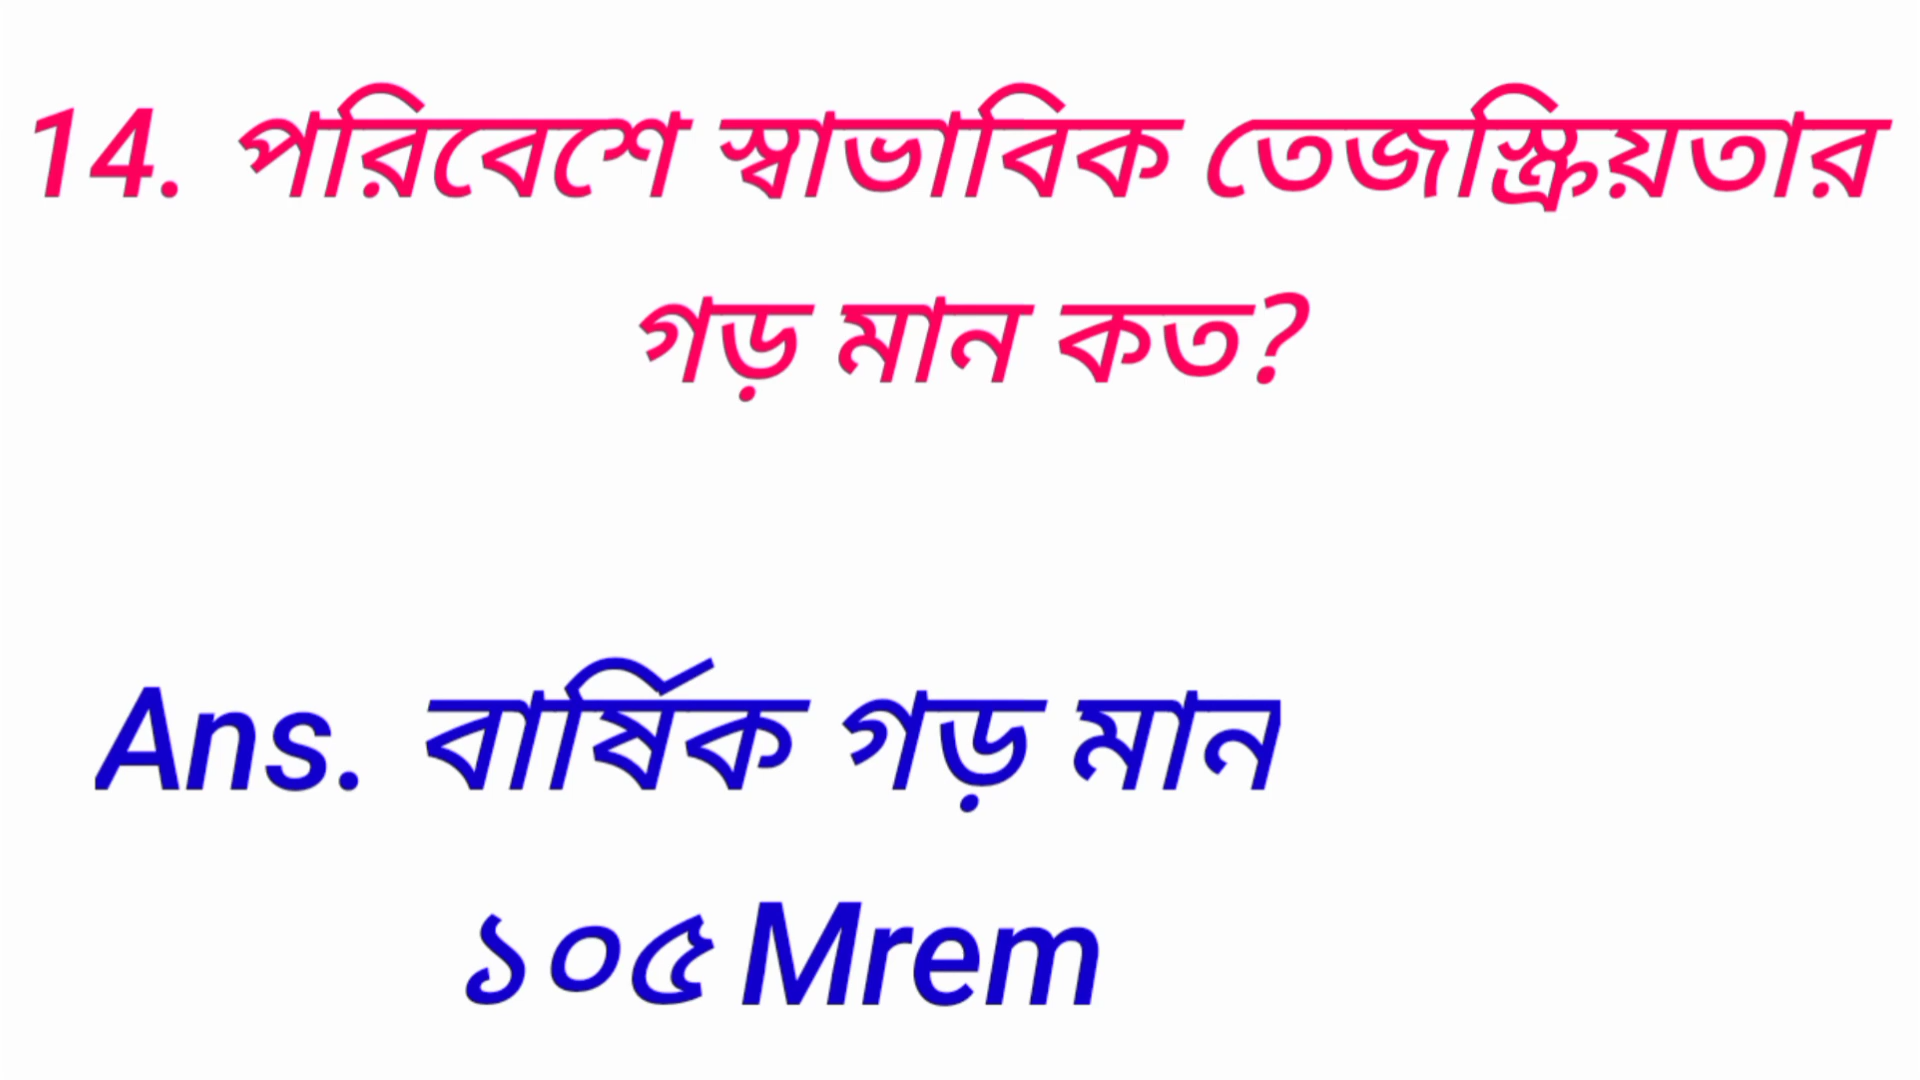 14. পরিবেশে স্বাভাবিক তেজস্ক্রিয়তার
গড় মান কত?
Ans. বার্ষিক গড় মান
১০৫ Mrem